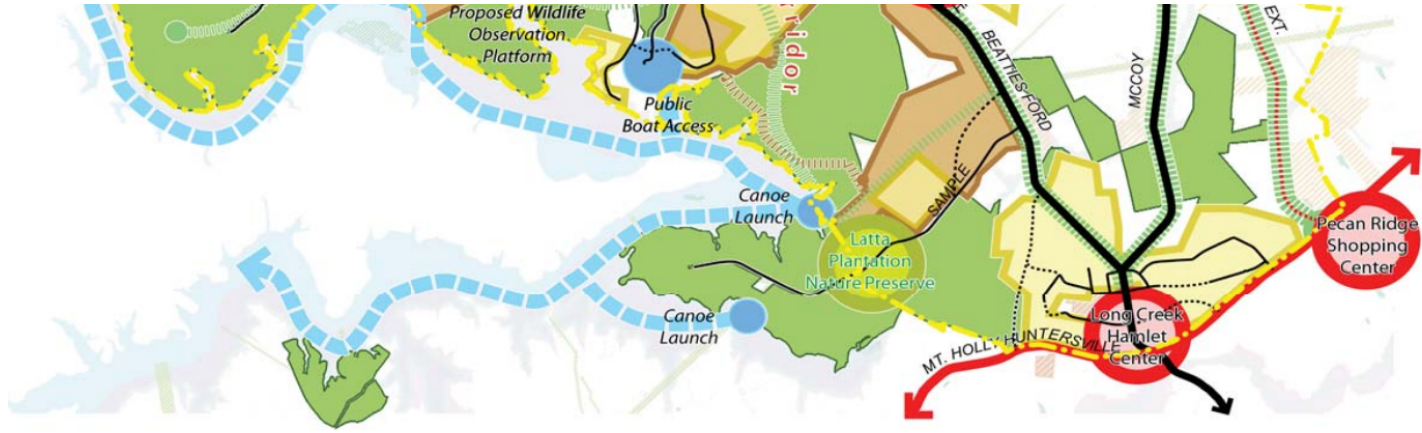 Proposed Wildlife
Observation
Platform
ridor
BEATTIES FORD
MCCOY
EXT.
Public
Boat Access
Canoe
Launch
SAMPLE
Latta
Plantation
Nature Preserve
Pecan Ridge
Shopping
Center
Canoe
Launch
Long Creek
Hamlet
Center
MT. HOLLY HUNTERSVILLE